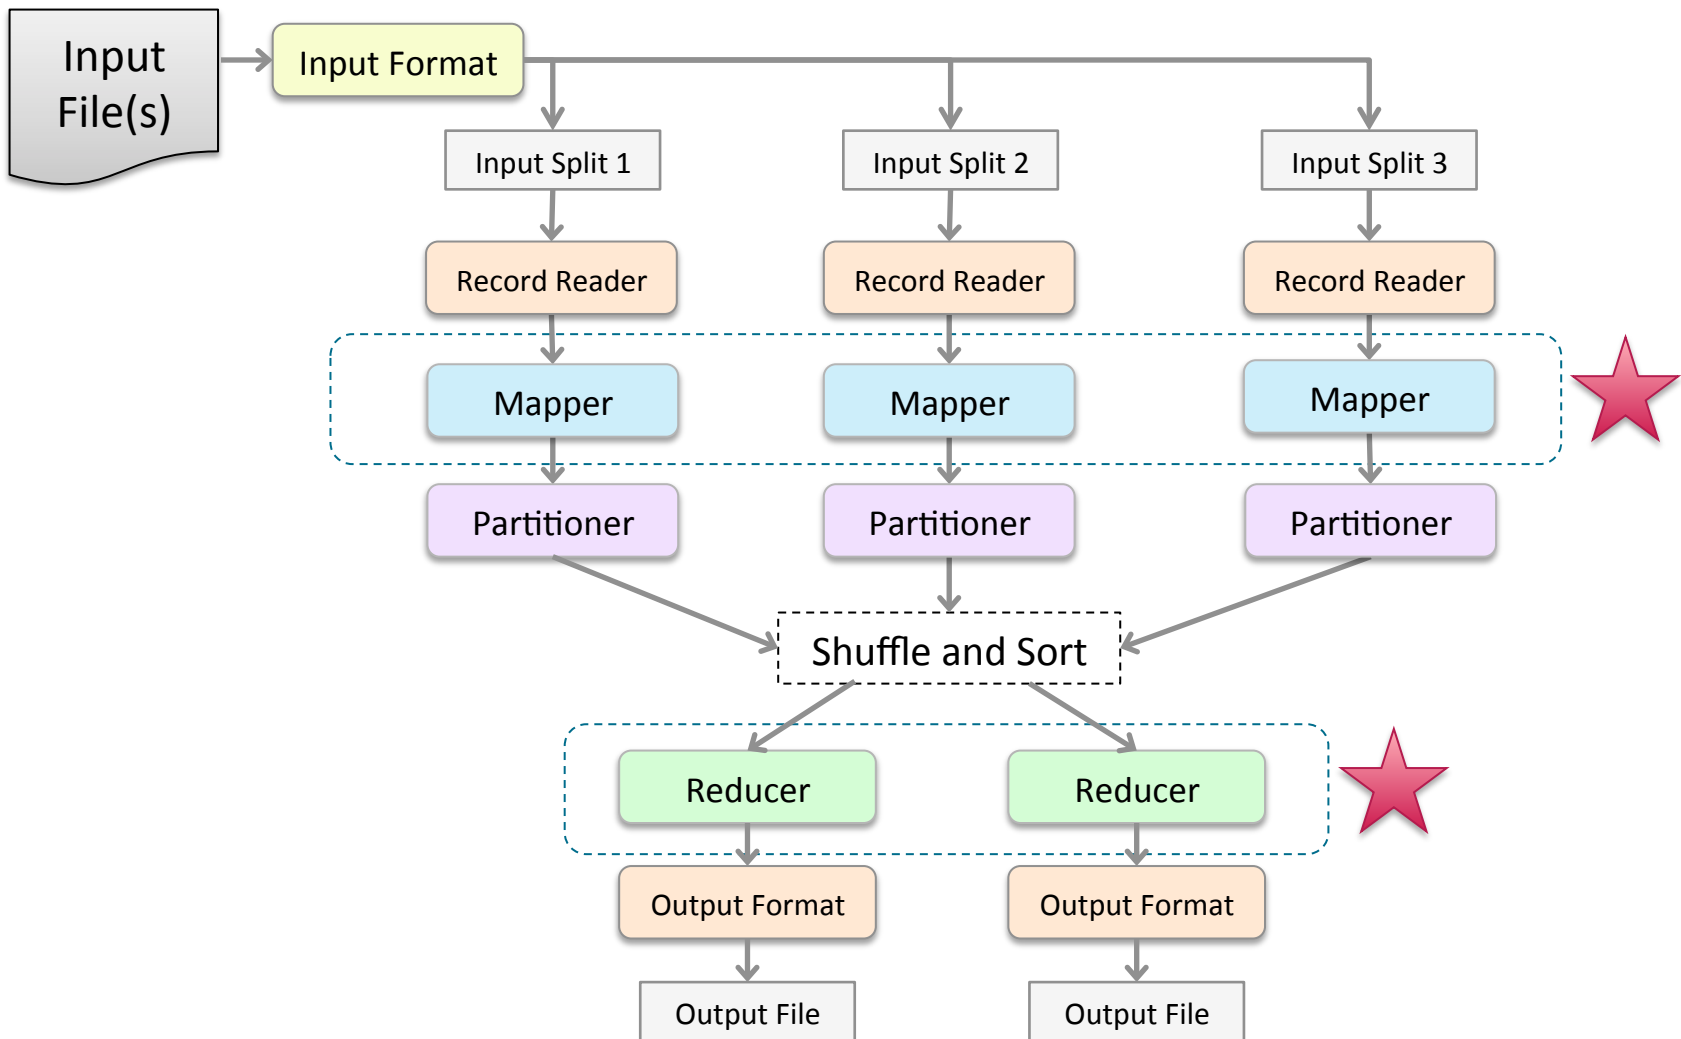 Input
File(s)
Input Format
Input Split 1
Input Split 2
Input Split 3
Record Reader
Record Reader
Record Reader
Mapper
Mapper
Mapper
Partitioner
Partitioner
Partitioner
Shuffle and Sort
Reducer
Reducer
Output Format
Output Format
Output File
Output File